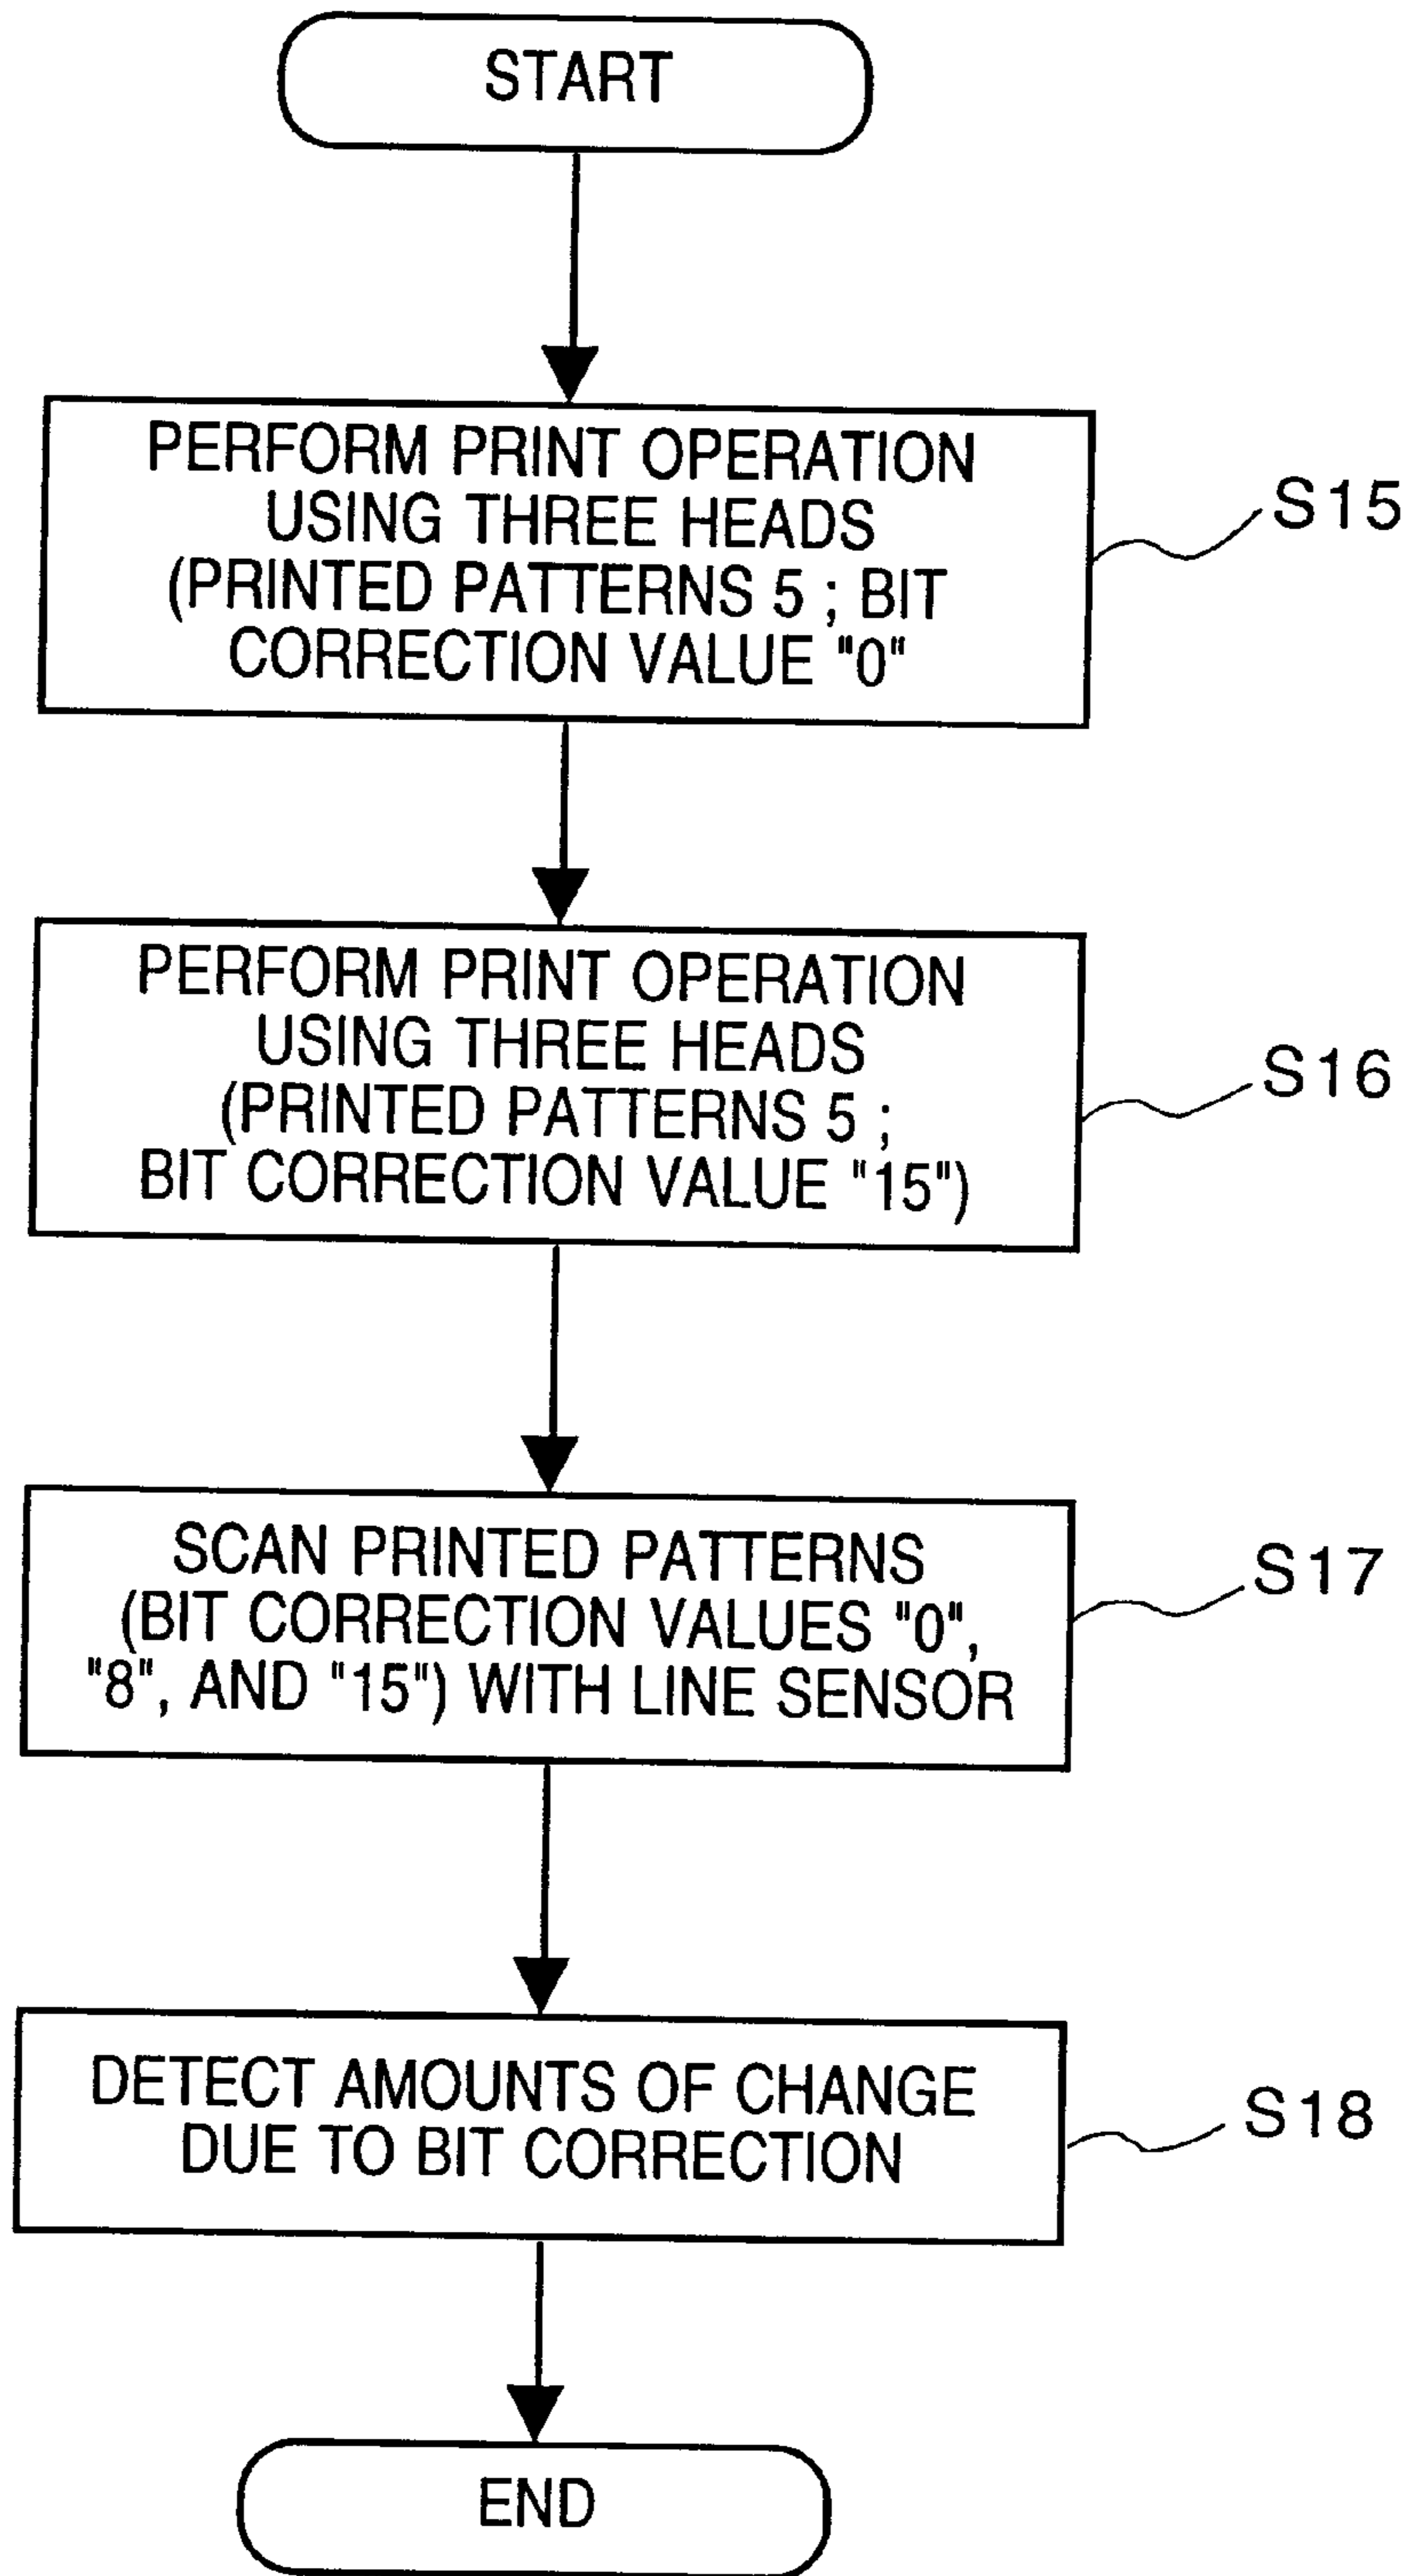 START
PERFORM PRINT OPERATION
USING THREE HEADS
(PRINTED PATTERNS 5 ; BIT
CORRECTION VALUE "0"
S15
PERFORM PRINT OPERATION
USING THREE HEADS
(PRINTED PATTERNS 5 ;
BIT CORRECTION VALUE "15")
S16
SCAN PRINTED PATTERNS
(BIT CORRECTION VALUES "0",
"8", AND "15") WITH LINE SENSOR
S17
DETECT AMOUNTS OF CHANGE
DUE TO BIT CORRECTION
S18
END